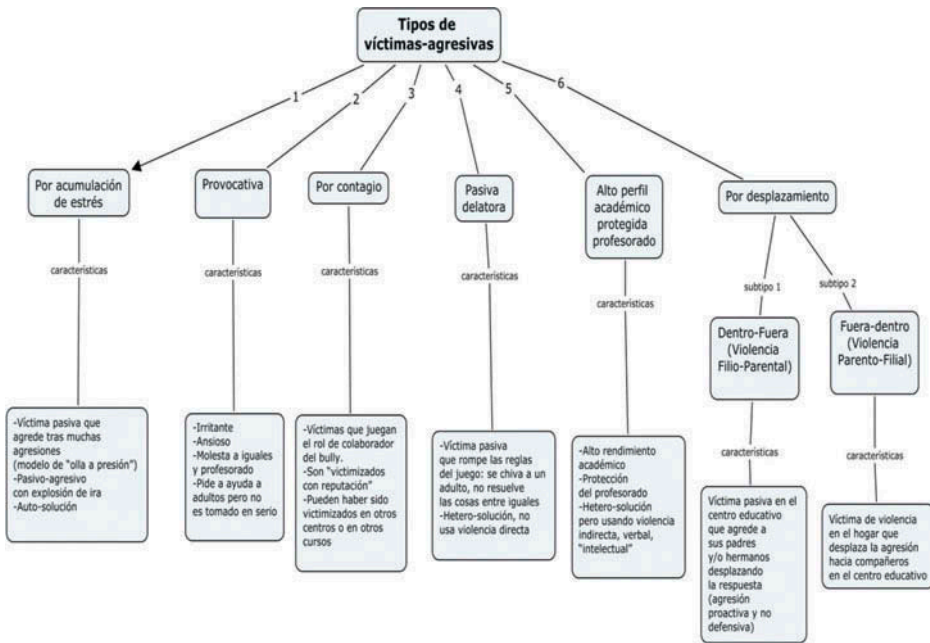 Tipos de
víctimas-agresivas
1
2
3
4
5
6
Por acumulación
de estrés
Provocativa
Por contagio
Pasiva
delatora
Alto perfil
académico
protegida
profesorado
Por desplazamiento
características
características
características
características
características
subtipo 1
subtipo 2
Dentro-Fuera
(Violencia
Filio-Parental)
Fuera-dentro
(Violencia
Parento-Filial)
características
características
-Víctima pasiva que
agrede tras muchas
agresiones
(modelo de "olla a presión")
-Pasivo-agresivo
con explosión de ira
-Auto-solución
-Irritante
-Ansioso
-Molesta a iguales
y profesorado
-Pide a ayuda a
adultos pero no
es tomado en serio
-Víctimas que juegan
el rol de colaborador
del bully.
-Son "victimizados
con reputación"
-Pueden haber sido
victimizados en otros
centros o en otros
cursos
-Víctima pasiva
que rompe las reglas
del juego: se chiva a un
adulto, no resuelve
las cosas entre iguales
-Hetero-solución, no
usa violencia directa
-Alto rendimiento
académico
-Protección
del profesorado
-Hetero-solución
pero usando violencia
indirecta, verbal,
"intelectual"
Víctima pasiva en el
centro educativo
que agrede a
sus padres
y/o hermanos
desplazando
la respuesta
(agresión
proactiva y no
defensiva)
Víctima de violencia
en el hogar que
desplaza la agresión
hacia compañeros
en el centro educativo